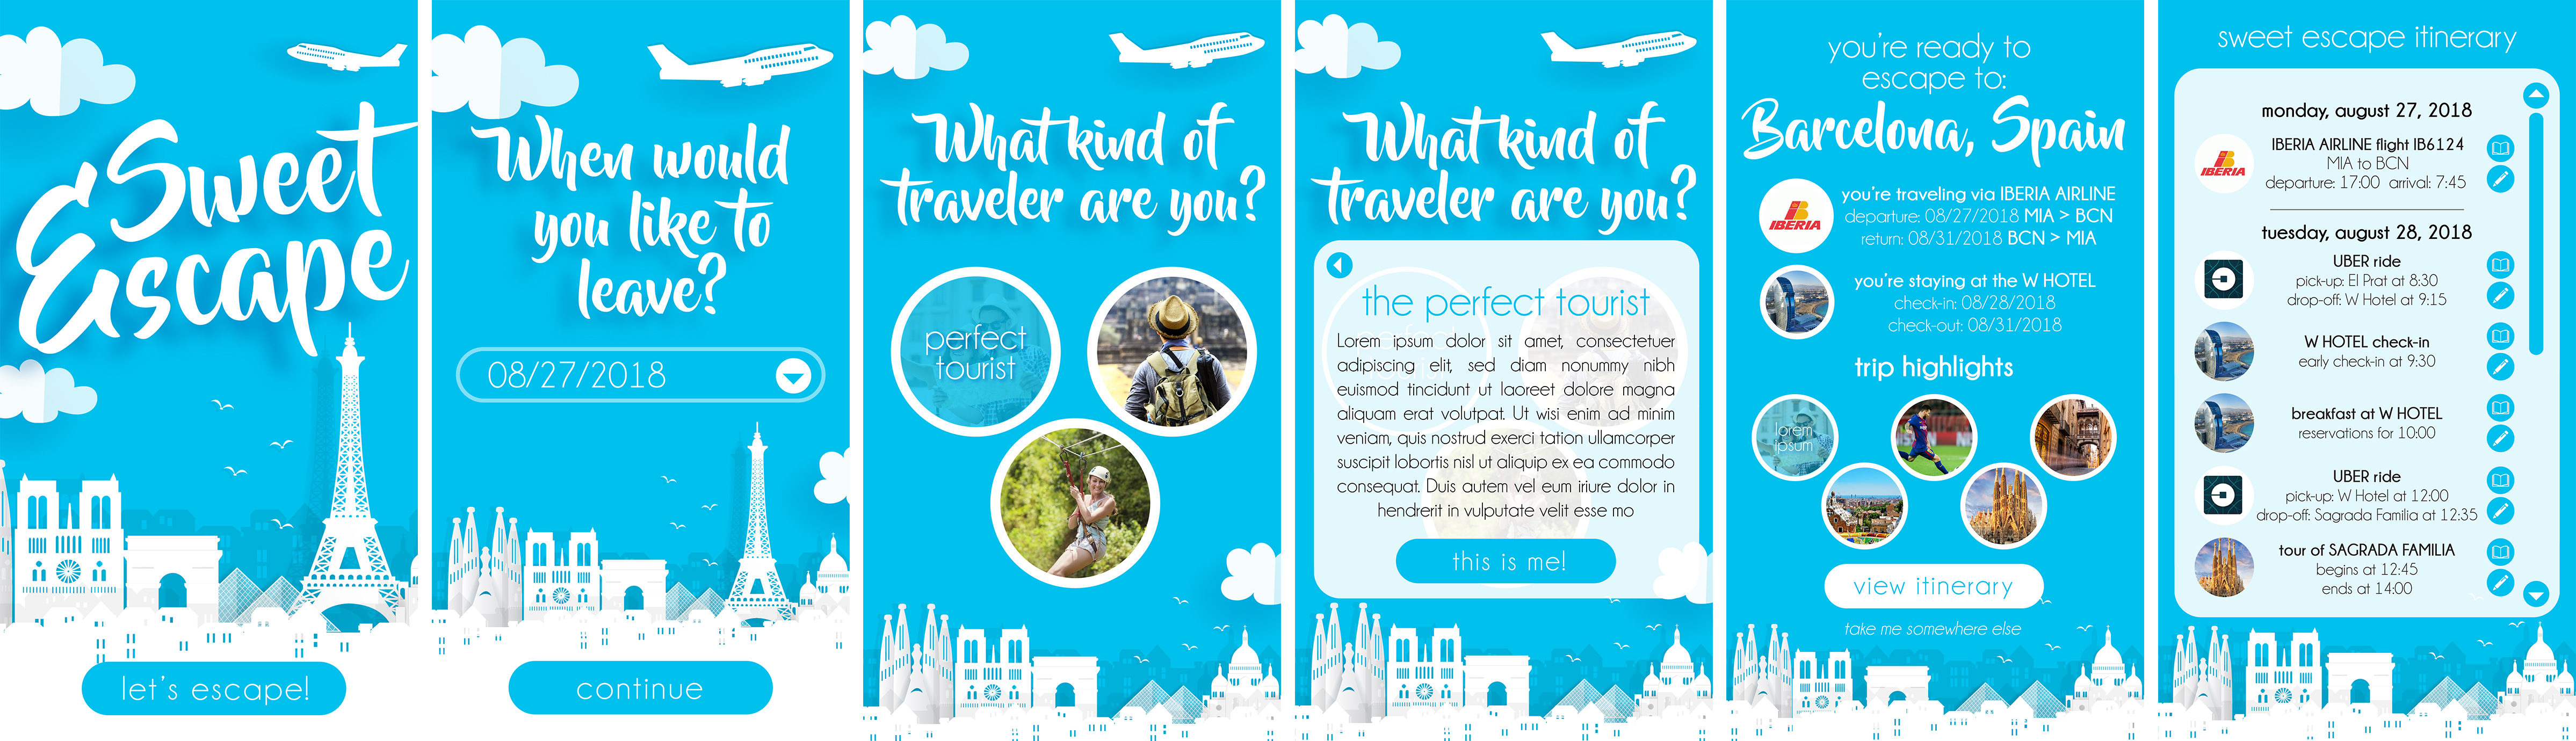 Sweet
Escape
let's escape!
When would
you like to
leave?
08/27/2018
continue
What kind of
traveler are you?
perfect
tourist
What kind of
traveler are you?
the perfect tourist
Lorem ipsum dolor sit amet, consectetuer
adipiscing elit, sed diam nonummy nibh
euismod tincidunt ut laoreet dolore magna
aliquam erat volutpat. Ut wisi enim ad minim
veniam, quis nostrud exerci tation ullamcorper
suscipit lobortis nisl ut aliquip ex ea commodo
consequat. Duis autem vel eum iriure dolor in
hendrerit in vulputate velit esse mo
this is me!
you're ready to
escape to:
Barcelona, Spain
IBERIA
you're traveling via IBERIA AIRLINE
departure: 08/27/2018 MIA > BCN
return: 08/31/2018 BCN > MIA
you're staying at the W HOTEL
check-in: 08/28/2018
check-out: 08/31/2018
trip highlights
lorem
ipsum
view itinerary
take me somewhere else
sweet escape itinerary
monday, august 27, 2018
IBERIA
IBERIA AIRLINE flight IB6124
MIA to BCN
departure: 17:00 arrival: 7:45
tuesday, august 28, 2018
UBER ride
pick-up: El Prat at 8:30
drop-off: W Hotel at 9:15
W HOTEL check-in
early check-in at 9:30
breakfast at W HOTEL
reservations for 10:00
UBER ride
pick-up: W Hotel at 12:00
drop-off: Sagrada Familia at 12:35
tour of SAGRADA FAMILIA
begins at 12:45
ends at 14:00